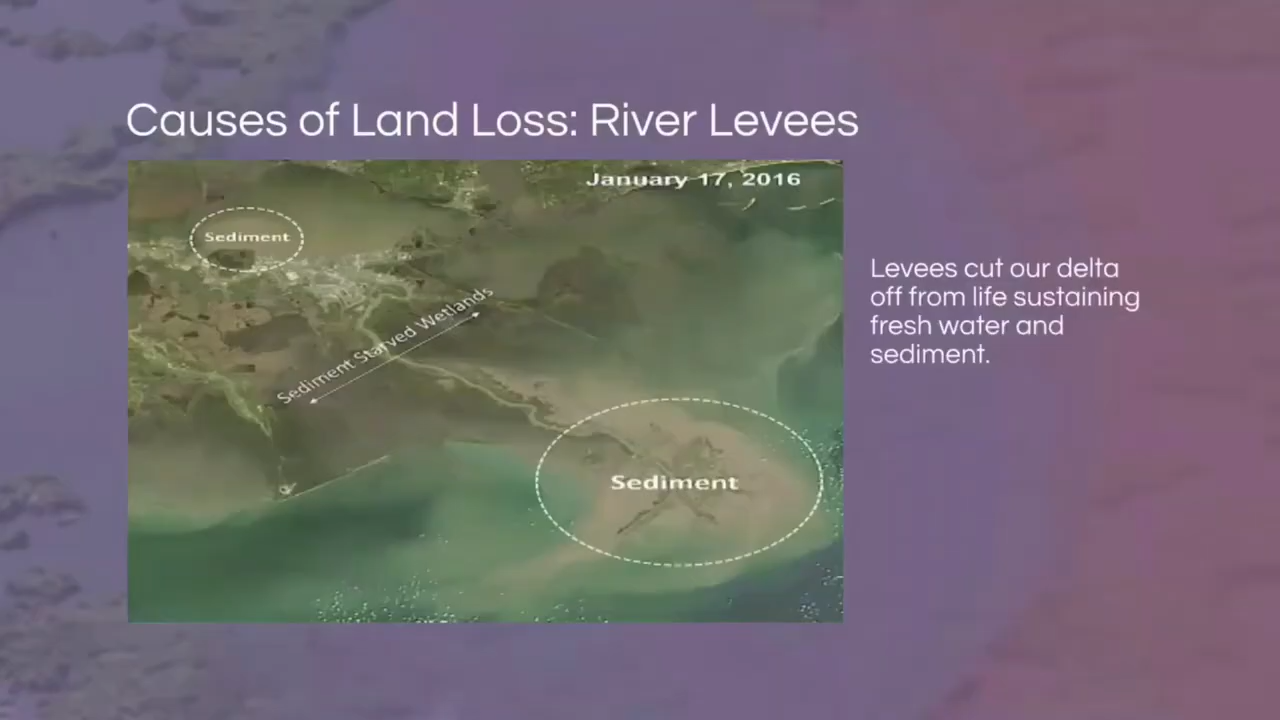 Causes of Land Loss: River Levees
January 17, 2016
Sediment
Sediment Starved Wetlands
Sediment
Levees cut our delta
off from life sustaining
fresh water and
sediment.